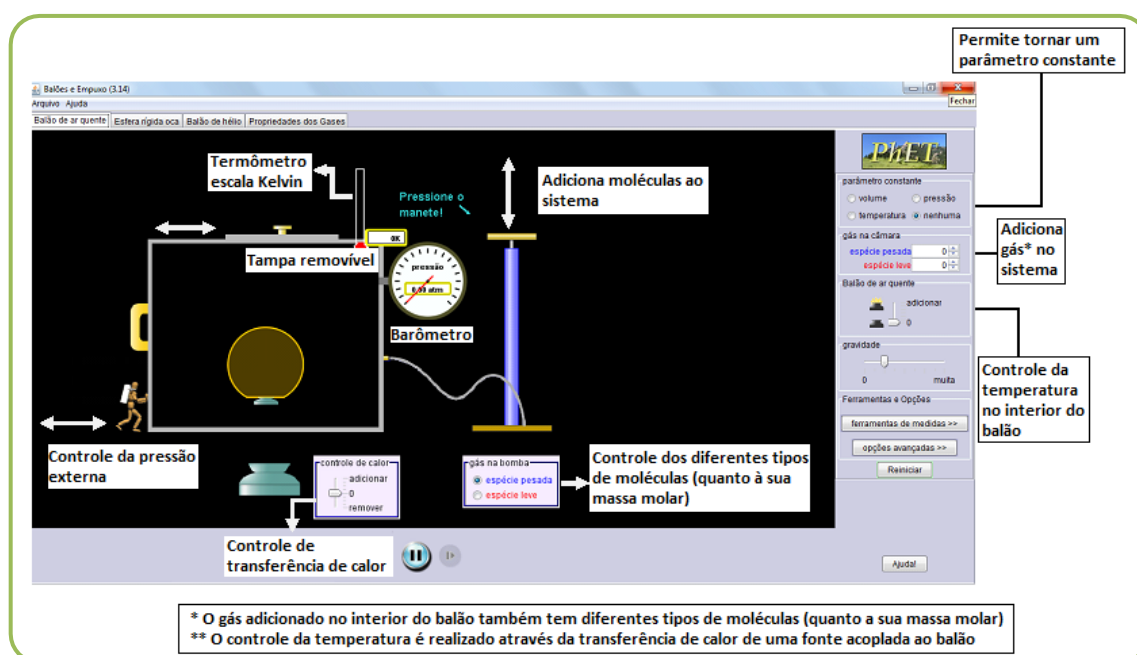 Permite tornar um
parâmetro constante
Balões e Empuxo (3.14)
Fechar
Arquivo Ajuda
Balão de ar quente Esfera rígida oca Balão de hélio Propriedades dos Gases
Termômetro
escala Kelvin
Pressione o
manete!
Adiciona moléculas ao
sistema
PhET
parâmetro constante
volume pressão
temperatura nenhuma
0K
Tampa removível
pressão
0,00 atm
Barômetro
gás na câmara
espécie pesada 0
espécie leve 0
Adiciona
gás* no
sistema
Balão de ar quente
adicionar
0
gravidade
0 muita
Controle da
temperatura
no interior do
balão
Ferramentas e Opções
ferramentas de medidas >>
opções avançadas >>
Reiniciar
Controle da pressão
externa
controle de calor
adicionar
0
remover
gás na bomba
espécie pesada
espécie leve
Controle dos diferentes tipos
de moléculas (quanto à sua
massa molar)
Controle de
transferência de calor
Ajuda!
* O gás adicionado no interior do balão também tem diferentes tipos de moléculas (quanto a sua massa molar)
** O controle da temperatura é realizado através da transferência de calor de uma fonte acoplada ao balão